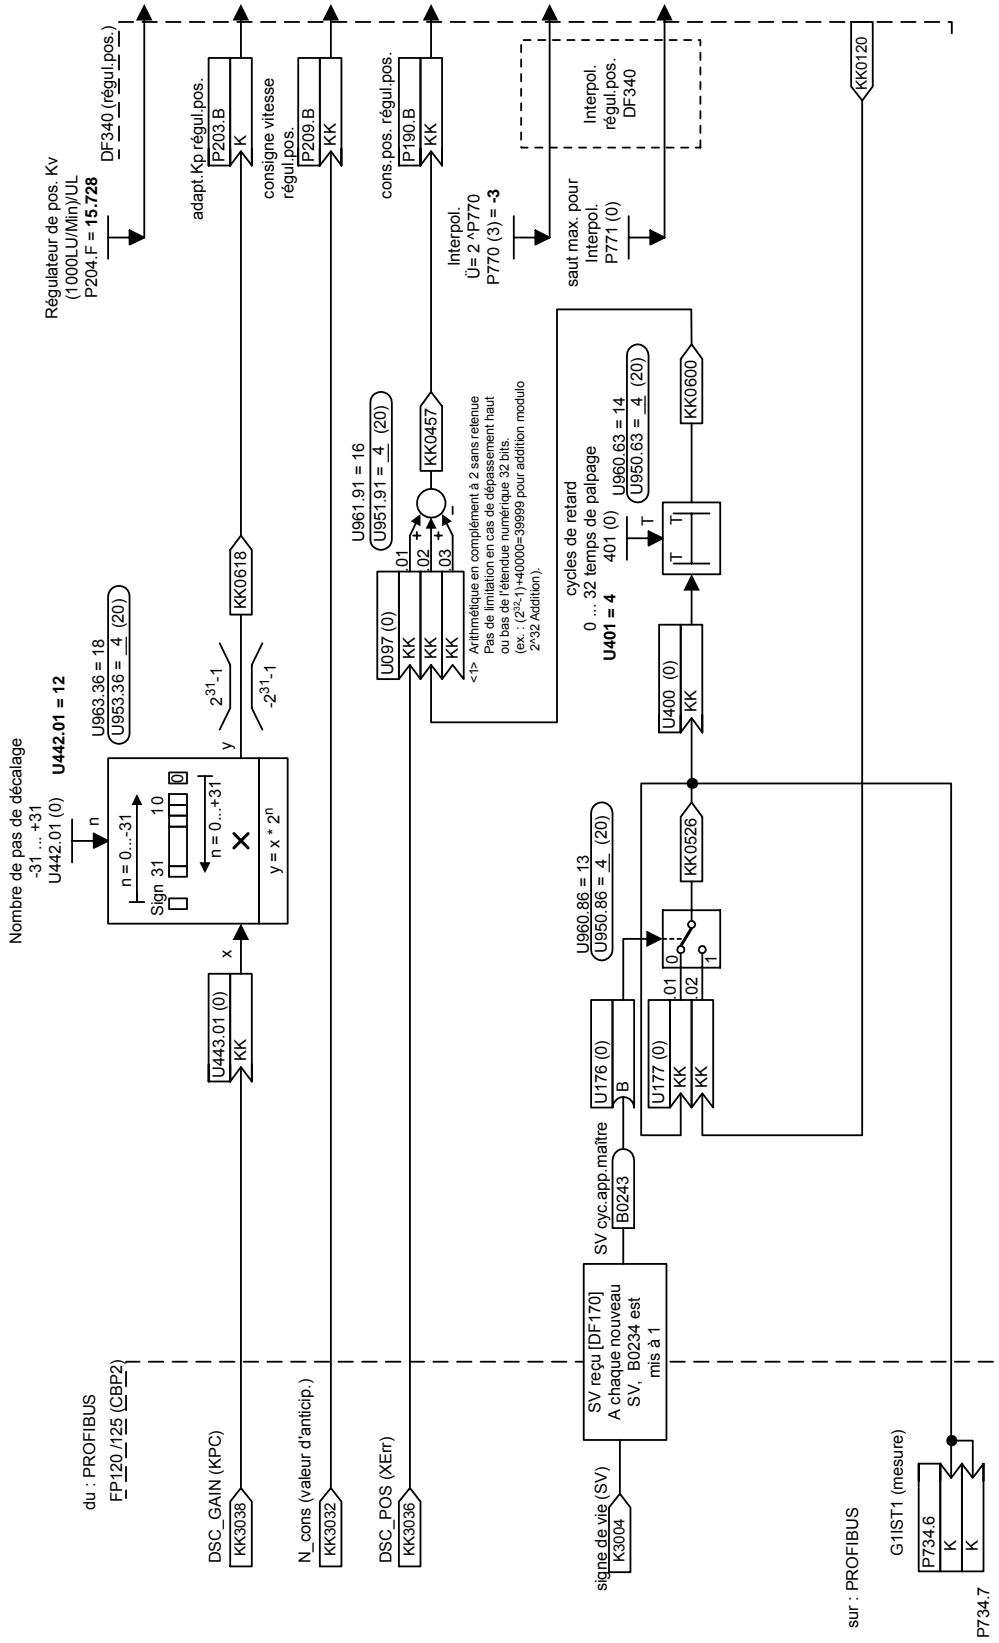 du : PROFIBUS
FP120 /125 (CBP2)
DSC_GAIN (KPC)
KK3038
N_cons (valeur d'anticip.)
KK3032
DSC_POS (XErr)
KK3036
signe de vie (SV)
K3004
sur : PROFIBUS
G1IST1 (mesure)
P734.6
K
K
P734.7
SV reçu [DF170]
A chaque nouveau
SV, B0234 est
mis à 1
SV cyc.app.maître
B0243
U176 (0)
B
U177 (0)
KK
KK
.01
.02
0
1
U960.86 = 13
U950.86 = 4 (20)
KK0526
U400 (0)
KK
cycles de retard
0 ... 32 temps de palpage
U401 = 4 401 (0)
T
T
T
U960.63 = 14
U950.63 = 4 (20)
KK0600
Nombre de pas de décalage
-31 ... +31
U442.01 (0) U442.01 = 12
n
U443.01 (0)
KK
x
n = 0...-31
Sign 31 10
0
n = 0...+31
y = x * 2ⁿ
U963.36 = 18
U953.36 = 4 (20)
y
2³¹-1
-2³¹-1
KK0618
U097 (0)
KK
KK
KK
.01
.02
.03
+
+
-
U961.91 = 16
U951.91 = 4 (20)
KK0457
<1> Arithmétique en complément à 2 sans retenue
Pas de limitation en cas de dépassement haut
ou bas de l'étendue numérique 32 bits.
(ex. : (2³²-1)+40000=39999 pour addition modulo
2^32 Addition).
Régulateur de pos. Kv
(1000LU/Min)/UL
P204.F = 15.728
DF340 (régul.pos.)
adapt.Kp régul.pos.
P203.B
K
consigne vitesse
régul.pos.
P209.B
KK
cons.pos. régul.pos.
P190.B
KK
Interpol.
Ü= 2 ^P770
P770 (3) = -3
saut max. pour
Interpol.
P771 (0)
Interpol.
régul.pos.
DF340
KK0120